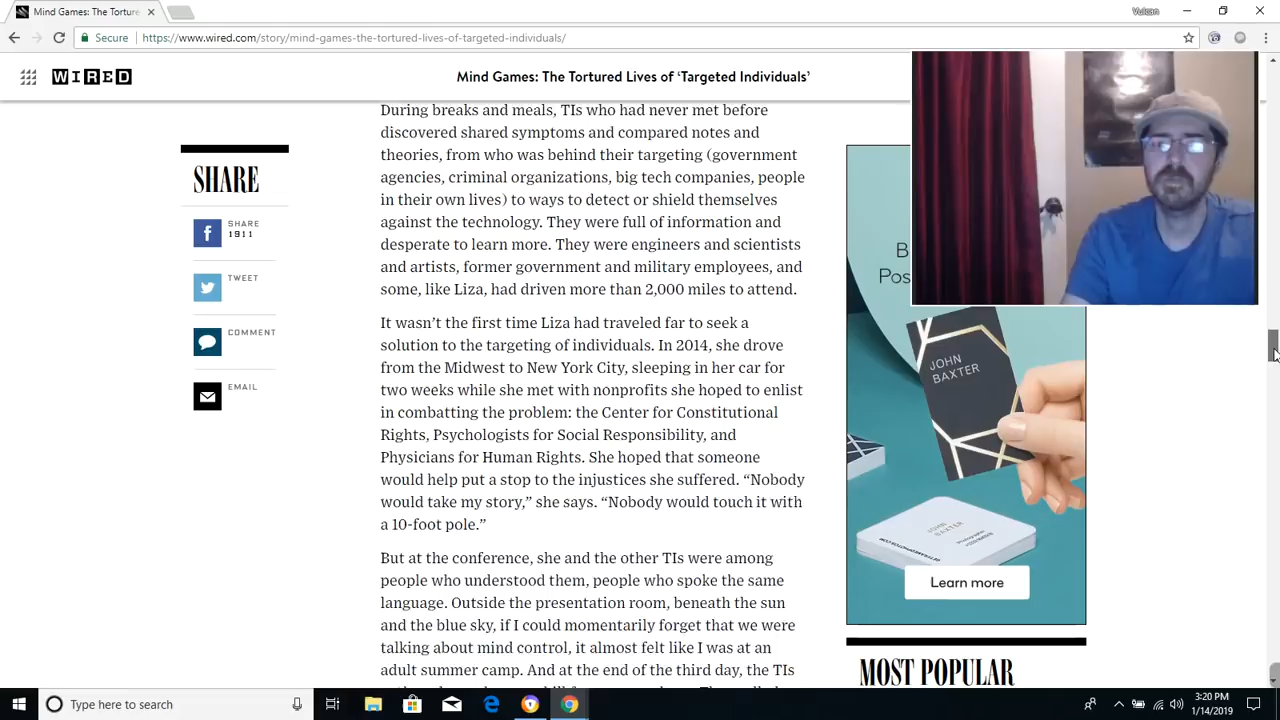 Mind Games: The Torture
Vulcan
Secure
https://www.wired.com/story/mind-games-the-tortured-lives-of-targeted-individuals/
WIRED
Mind Games: The Tortured Lives of ‘Targeted Individuals’
SHARE
SHARE
1911
TWEET
COMMENT
EMAIL
During breaks and meals, TIs who had never met before
discovered shared symptoms and compared notes and
theories, from who was behind their targeting (government
agencies, criminal organizations, big tech companies, people
in their own lives) to ways to detect or shield themselves
against the technology. They were full of information and
desperate to learn more. They were engineers and scientists
and artists, former government and military employees, and
some, like Liza, had driven more than 2,000 miles to attend.
It wasn’t the first time Liza had traveled far to seek a
solution to the targeting of individuals. In 2014, she drove
from the Midwest to New York City, sleeping in her car for
two weeks while she met with nonprofits she hoped to enlist
in combatting the problem: the Center for Constitutional
Rights, Psychologists for Social Responsibility, and
Physicians for Human Rights. She hoped that someone
would help put a stop to the injustices she suffered. “Nobody
would take my story,” she says. “Nobody would touch it with
a 10-foot pole.”
But at the conference, she and the other TIs were among
people who understood them, people who spoke the same
language. Outside the presentation room, beneath the sun
and the blue sky, if I could momentarily forget that we were
talking about mind control, it almost felt like I was at an
adult summer camp. And at the end of the third day, the TIs
B
Pos
JOHN
BAXTER
JOHN
BAXTER
Learn more
MOST POPULAR
Type here to search
3:20 PM
1/14/2019